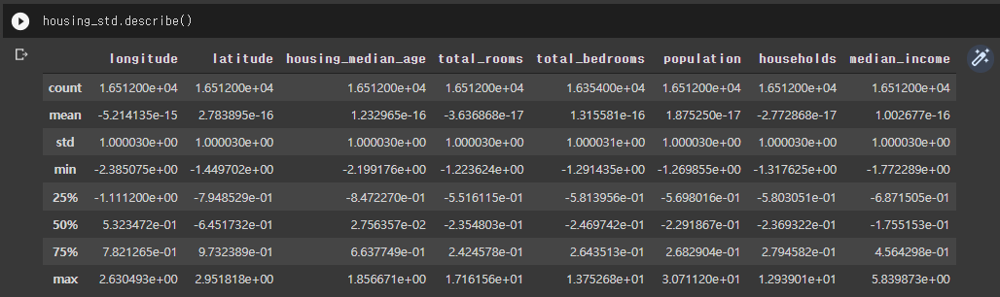 housing_std.describe()
longitude latitude housing_median_age total_rooms total_bedrooms population households median_income
count 1.651200e+04 1.651200e+04 1.651200e+04 1.651200e+04 1.635400e+04 1.651200e+04 1.651200e+04 1.651200e+04
mean -5.214135e-15 2.783895e-16 1.232965e-16 -3.636868e-17 1.315581e-16 1.875250e-17 -2.772868e-17 1.002677e-16
std 1.000030e+00 1.000030e+00 1.000030e+00 1.000030e+00 1.000031e+00 1.000030e+00 1.000030e+00 1.000030e+00
min -2.385075e+00 -1.449702e+00 -2.199176e+00 -1.223624e+00 -1.291435e+00 -1.269855e+00 -1.317625e+00 -1.772289e+00
25% -1.111200e+00 -7.948529e-01 -8.472270e-01 -5.516115e-01 -5.813956e-01 -5.698016e-01 -5.803051e-01 -6.871505e-01
50% 5.323472e-01 -6.451732e-01 2.756357e-02 -2.354803e-01 -2.469742e-01 -2.291867e-01 -2.369322e-01 -1.755153e-01
75% 7.821265e-01 9.732389e-01 6.637749e-01 2.424578e-01 2.643513e-01 2.682904e-01 2.794582e-01 4.564298e-01
max 2.630493e+00 2.951818e+00 1.856671e+00 1.716156e+01 1.375268e+01 3.071120e+01 1.293901e+01 5.839873e+00